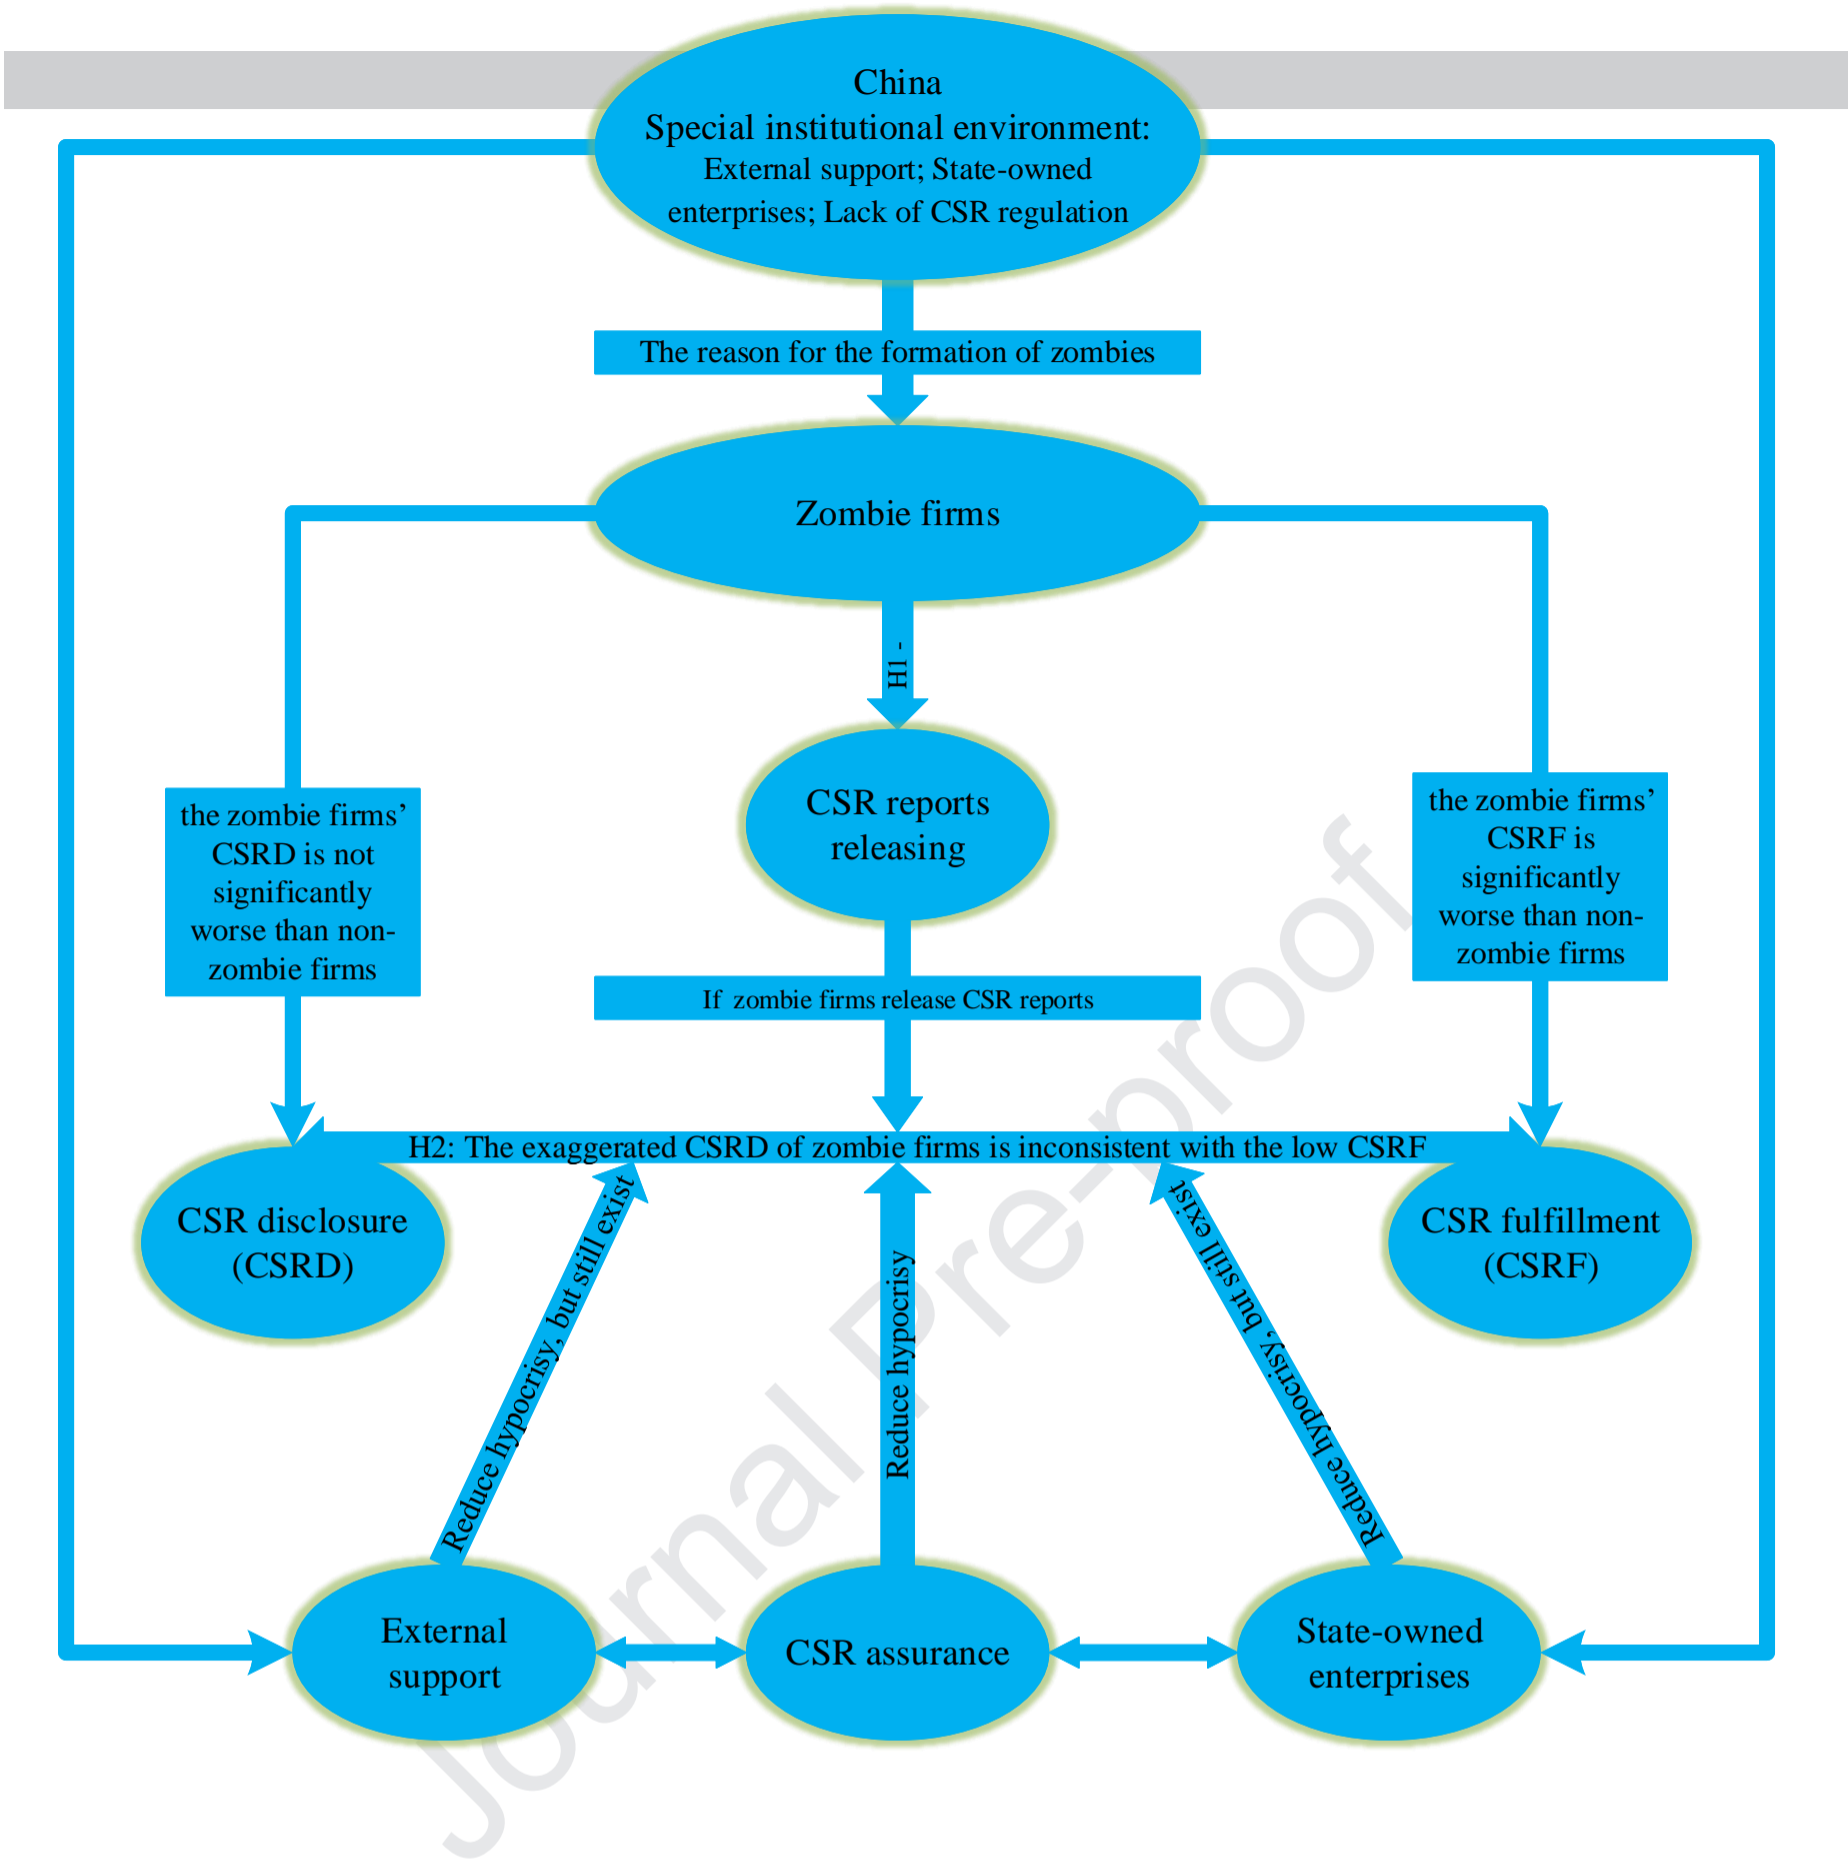 China
Special institutional environment:
External support; State-owned
enterprises; Lack of CSR regulation
The reason for the formation of zombies
Zombie firms
H1 -
CSR reports
releasing
the zombie firms’
CSRD is not
significantly
worse than non-
zombie firms
the zombie firms’
CSRF is
significantly
worse than non-
zombie firms
If zombie firms release CSR reports
H2: The exaggerated CSRD of zombie firms is inconsistent with the low CSRF
CSR disclosure
(CSRD)
CSR fulfillment
(CSRF)
Reduce hypocrisy, but still exist
Reduce hypocrisy
Reduce hypocrisy, but still exist
External
support
CSR assurance
State-owned
enterprises
Journal Pre-proof